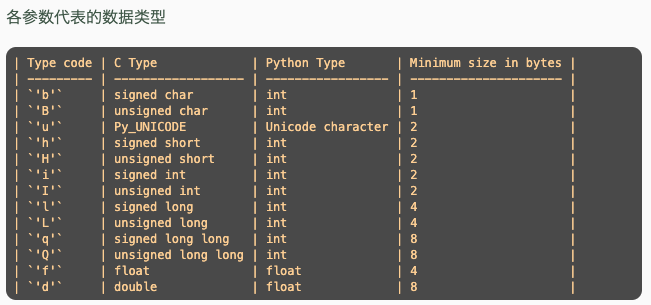 各参数代表的数据类型
| Type code | C Type             | Python Type       | Minimum size in bytes |
| --------- | ------------------ | ----------------- | --------------------- |
| `'b'`     | signed char        | int               | 1                     |
| `'B'`     | unsigned char      | int               | 1                     |
| `'u'`     | Py_UNICODE         | Unicode character | 2                     |
| `'h'`     | signed short       | int               | 2                     |
| `'H'`     | unsigned short     | int               | 2                     |
| `'i'`     | signed int         | int               | 2                     |
| `'I'`     | unsigned int       | int               | 2                     |
| `'l'`     | signed long        | int               | 4                     |
| `'L'`     | unsigned long      | int               | 4                     |
| `'q'`     | signed long long   | int               | 8                     |
| `'Q'`     | unsigned long long | int               | 8                     |
| `'f'`     | float              | float             | 4                     |
| `'d'`     | double             | float             | 8                     |